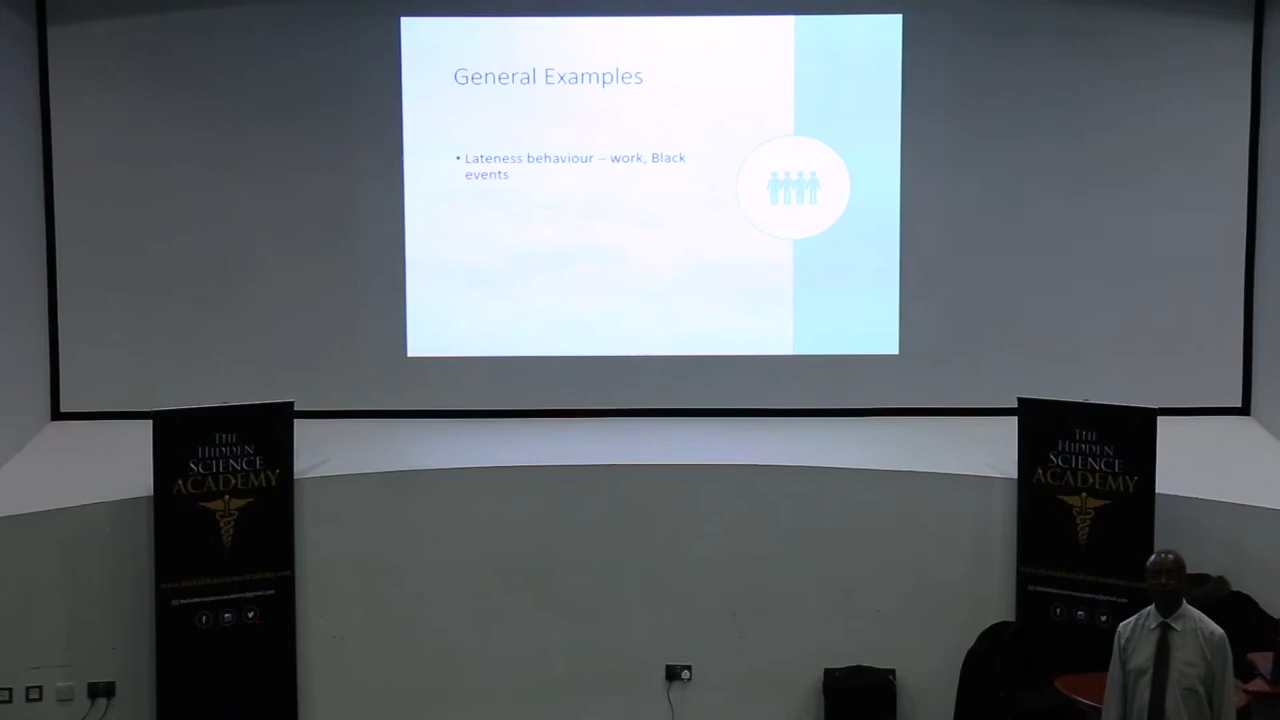 General Examples
• Lateness behaviour – work, Black
events
THE
HIDDEN
SCIENCE
ACADEMY
THE
HIDDEN
SCIENCE
ACADEMY